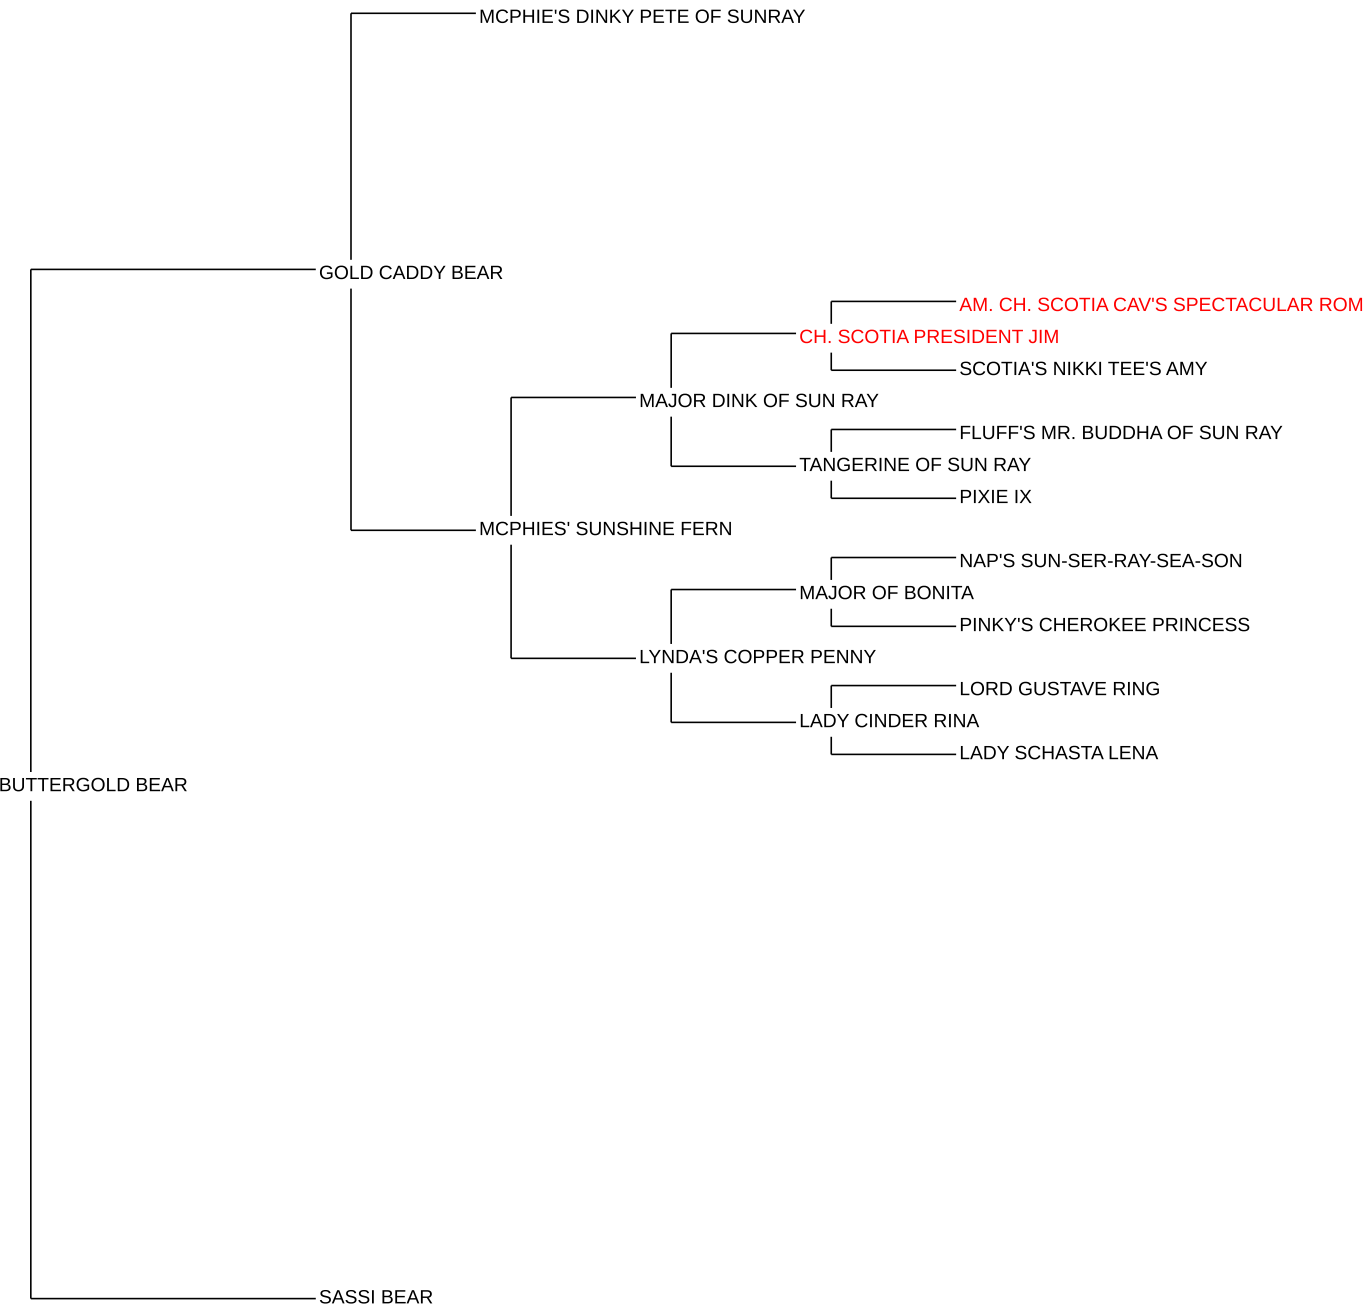 MCPHIE'S DINKY PETE OF SUNRAY
GOLD CADDY BEAR
AM. CH. SCOTIA CAV'S SPECTACULAR ROM
CH. SCOTIA PRESIDENT JIM
SCOTIA'S NIKKI TEE'S AMY
MAJOR DINK OF SUN RAY
FLUFF'S MR. BUDDHA OF SUN RAY
TANGERINE OF SUN RAY
PIXIE IX
MCPHIES' SUNSHINE FERN
NAP'S SUN-SER-RAY-SEA-SON
MAJOR OF BONITA
PINKY'S CHEROKEE PRINCESS
LYNDA'S COPPER PENNY
LORD GUSTAVE RING
LADY CINDER RINA
LADY SCHASTA LENA
BUTTERGOLD BEAR
SASSI BEAR